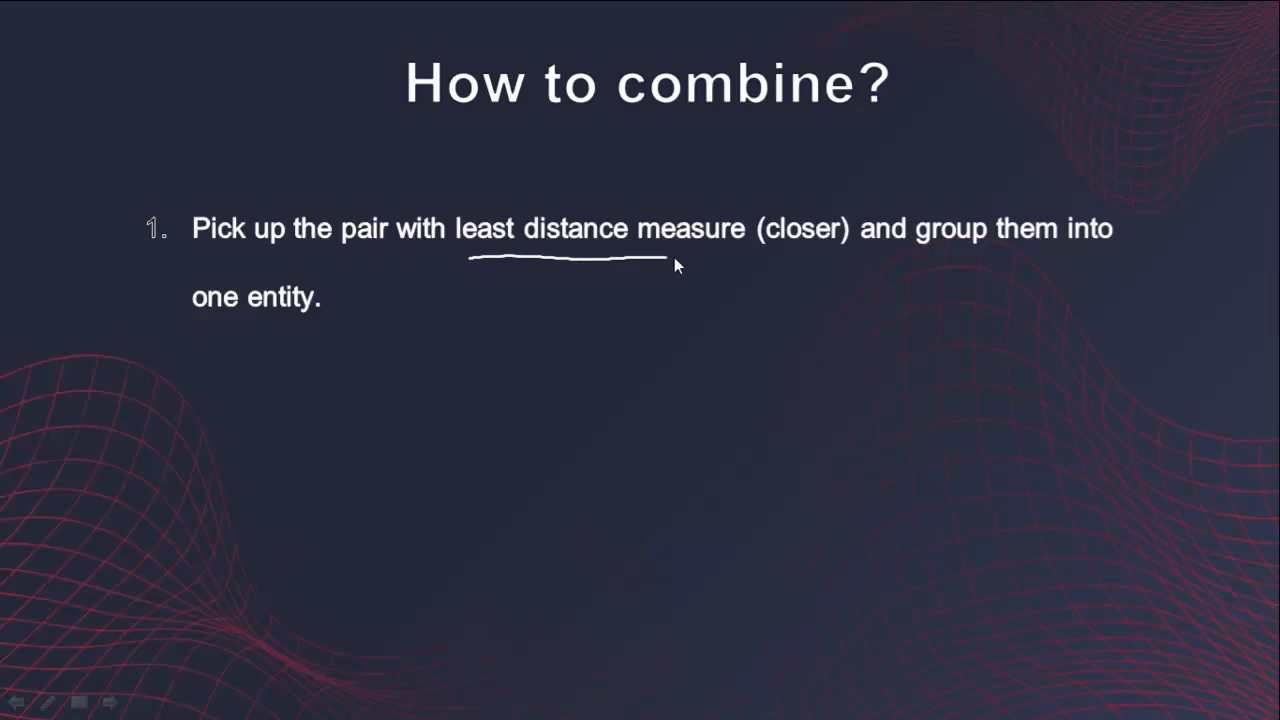 How to combine?
1. Pick up the pair with least distance measure (closer) and group them into
one entity.